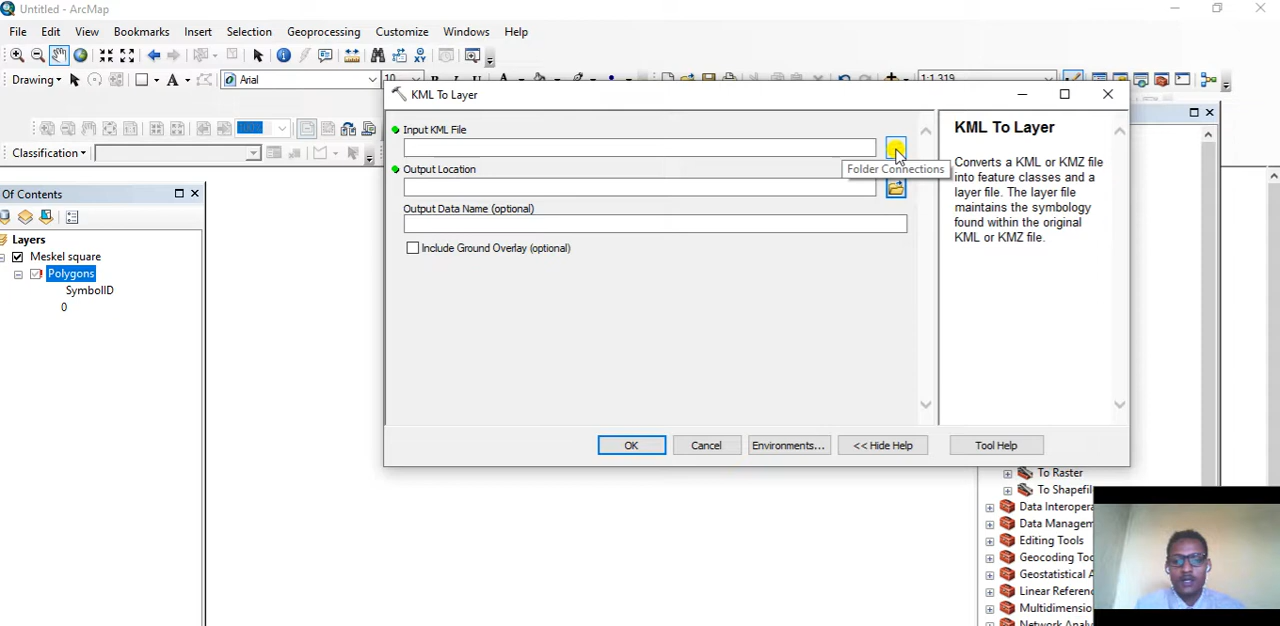 Untitled - ArcMap
File Edit View Bookmarks Insert Selection Geoprocessing Customize Windows Help
Drawing Arial 10 1:1,319
KML To Layer
Input KML File
KML To Layer
Classification
Folder Connections
Converts a KML or KMZ file
into feature classes and a
layer file. The layer file
maintains the symbology
found within the original
KML or KMZ file.
Output Location
Of Contents
Output Data Name (optional)
Layers
Include Ground Overlay (optional)
Meskel square
Polygons
SymbolID
0
OK Cancel Environments... << Hide Help Tool Help
To Raster
To Shapefil
Data Interopera
Data Manageme
Editing Tools
Geocoding Too
Geostatistical A
Linear Referenc
Multidimensio
Network Analy